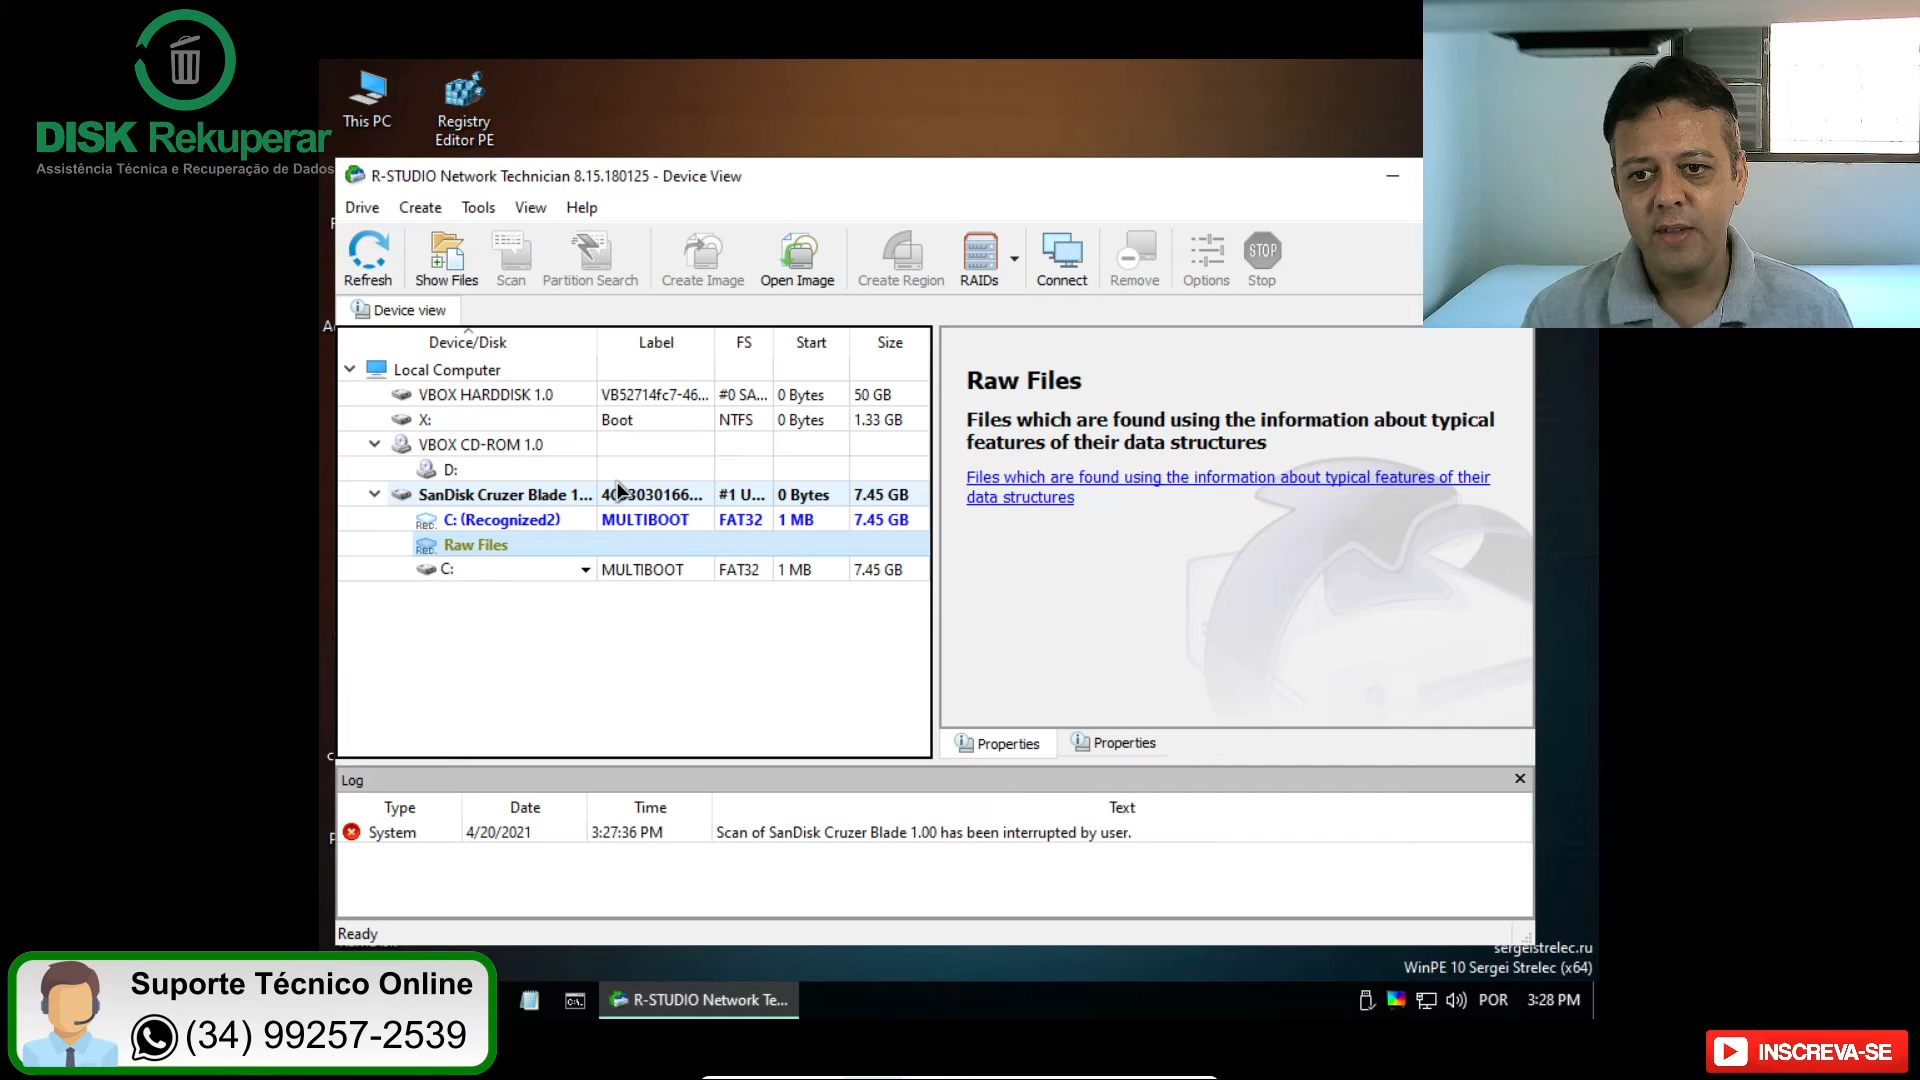 DISK Rekuperar
Assistência Técnica e Recuperação de Dados
This PC
Registry
Editor PE
R-STUDIO Network Technician 8.15.180125 - Device View
Drive Create Tools View Help
Refresh Show Files Scan Partition Search Create Image Open Image Create Region RAIDs Connect Remove Options STOP Stop
Device view
Device/Disk Label FS Start Size
Local Computer
VBOX HARDDISK 1.0 VB52714fc7-46... #0 SA... 0 Bytes 50 GB
X: Boot NTFS 0 Bytes 1.33 GB
VBOX CD-ROM 1.0
D:
SanDisk Cruzer Blade 1... #1 U... 0 Bytes 7.45 GB
REC. C: (Recognized2) MULTIBOOT FAT32 1 MB 7.45 GB
REC. Raw Files
C: MULTIBOOT FAT32 1 MB 7.45 GB
Raw Files
Files which are found using the information about typical
features of their data structures
Files which are found using the information about typical features of their
data structures
Properties Properties
Log
Type Date Time Text
System 4/20/2021 3:27:36 PM Scan of SanDisk Cruzer Blade 1.00 has been interrupted by user.
Ready
sergeistrelec.ru
WinPE 10 Sergei Strelec (x64)
R-STUDIO Network Te...
POR 3:28 PM
Suporte Técnico Online
(34) 99257-2539
INSCREVA-SE